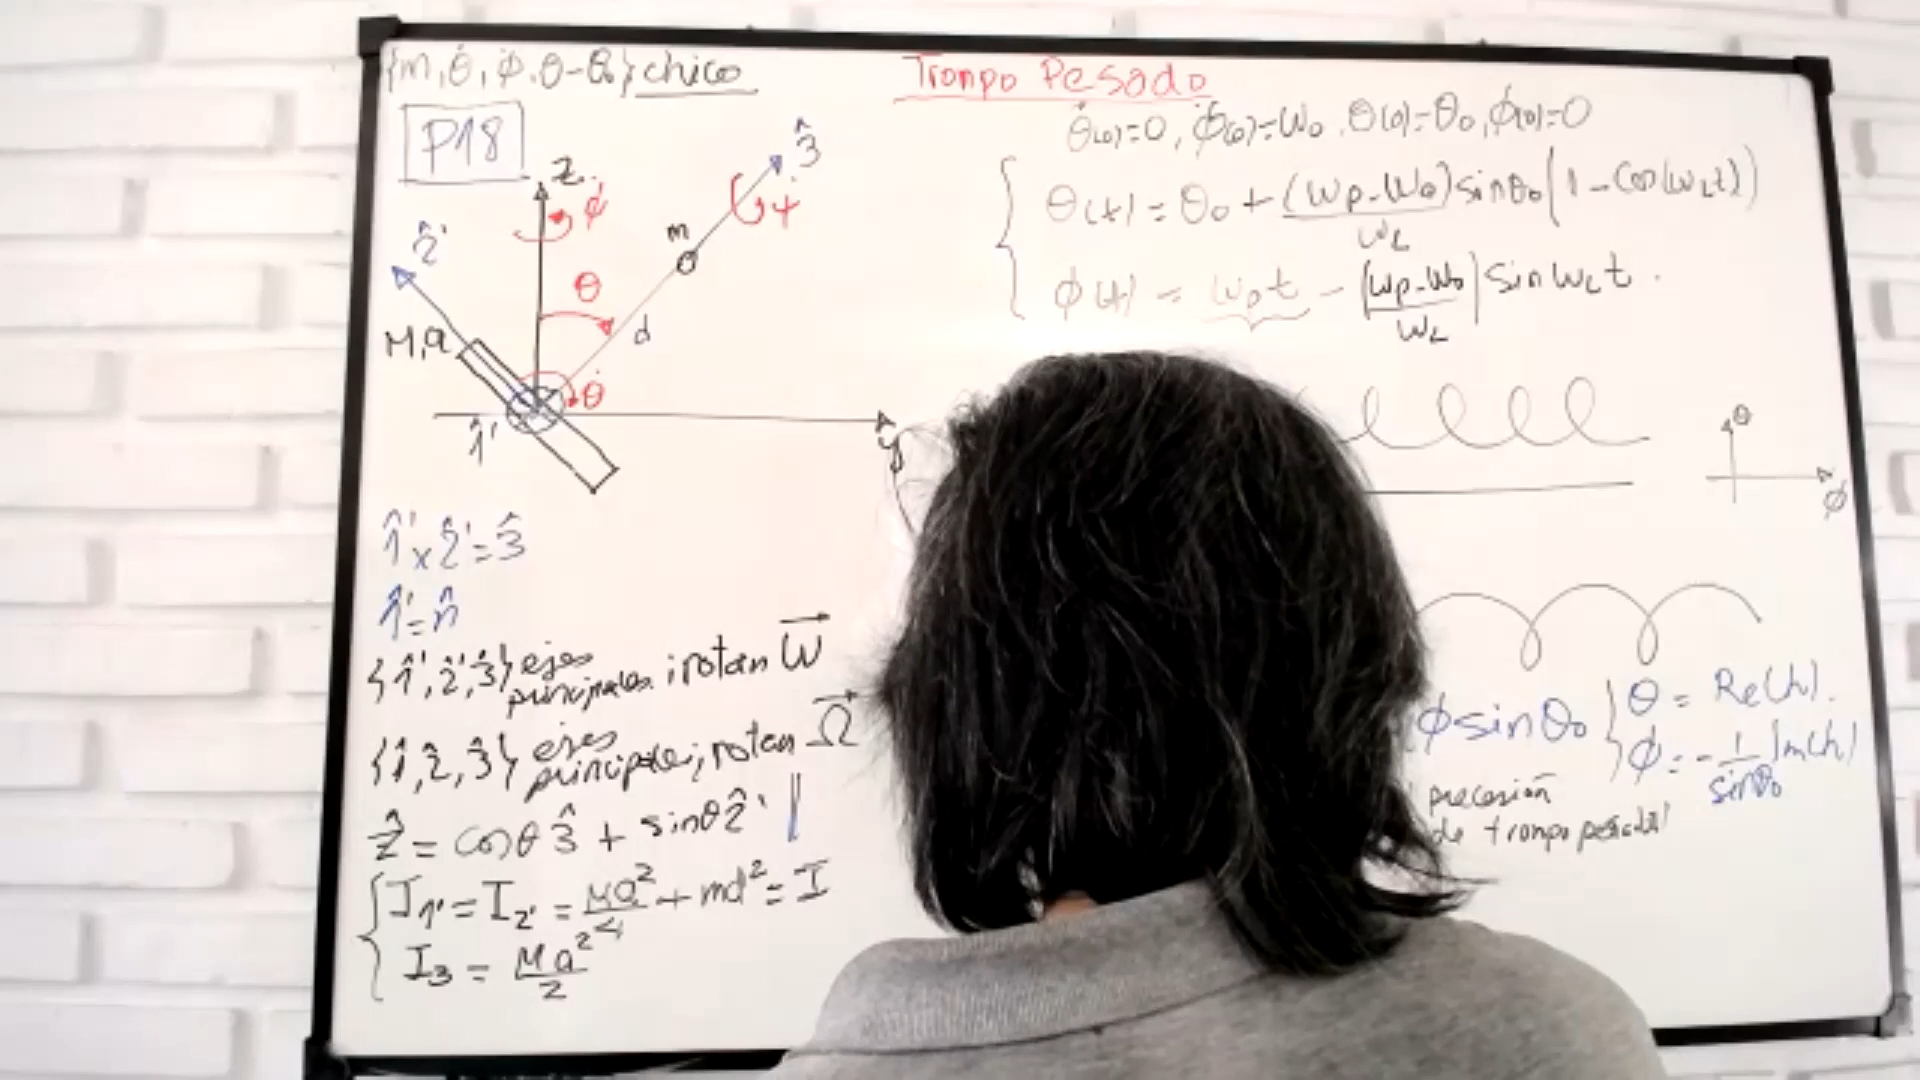 {m, θ̇, φ̇, θ-θ₀} chico
Trompo Pesado
P18
θ̇(0)=0, φ̇(0)=ω₀, θ(0)=θ₀, φ(0)=0
θ(t) = θ₀ + (ωp-ω₀)/ωL sinθ₀ (1-cos(ωLt))
φ(t) = ωpt - (ωp-ω₀)/ωL sin ωLt.
z
φ̇
3̂
ψ̇
m
2̂'
θ
d
M,a
θ̇
1̂'
y
θ
φ
1̂' x 2̂' = 3̂
1̂' = n̂
{1̂',2̂',3̂} ejes principales; rotan ω⃗
{1̂,2̂,3̂} ejes principales; rotan Ω⃗
ẑ = cosθ 3̂ + sinθ 2̂'
I1' = I2' = Ma²/4 + md² = I
I3 = Ma²/2
φ sinθ₀
θ = Re(h).
φ = -1/sinθ₀ Im(h)
precesión
de trompo pesado